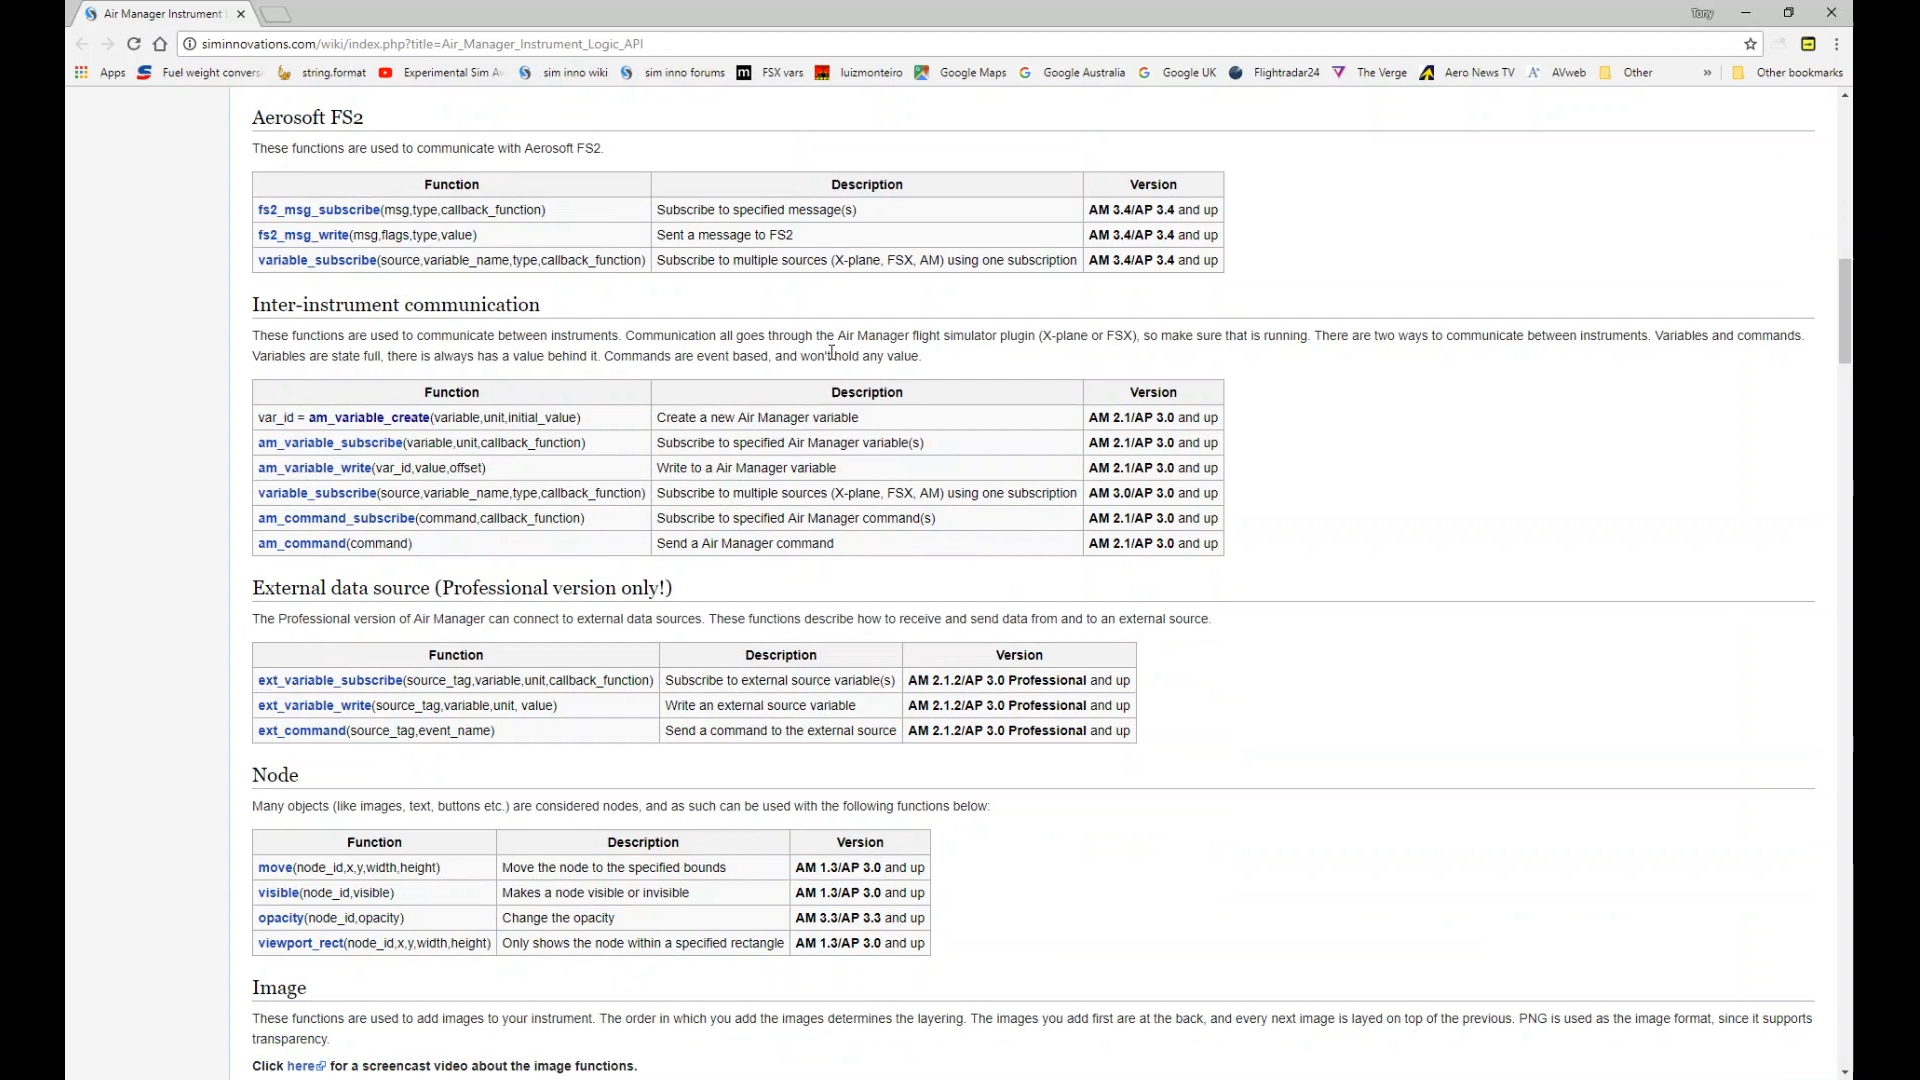 Air Manager Instrument
Tony
siminnovations.com/wiki/index.php?title=Air_Manager_Instrument_Logic_API
Apps Fuel weight convers string.format Experimental Sim Av sim inno wiki sim inno forums FSX vars luizmonteiro Google Maps Google Australia Google UK Flightradar24 The Verge Aero News TV AVweb Other » Other bookmarks
Aerosoft FS2
These functions are used to communicate with Aerosoft FS2.
Function Description Version
fs2_msg_subscribe(msg,type,callback_function) Subscribe to specified message(s) AM 3.4/AP 3.4 and up
fs2_msg_write(msg,flags,type,value) Sent a message to FS2 AM 3.4/AP 3.4 and up
variable_subscribe(source,variable_name,type,callback_function) Subscribe to multiple sources (X-plane, FSX, AM) using one subscription AM 3.4/AP 3.4 and up
Inter-instrument communication
These functions are used to communicate between instruments. Communication all goes through the Air Manager flight simulator plugin (X-plane or FSX), so make sure that is running. There are two ways to communicate between instruments. Variables and commands.
Variables are state full, there is always has a value behind it. Commands are event based, and won't hold any value.
Function Description Version
var_id = am_variable_create(variable,unit,initial_value) Create a new Air Manager variable AM 2.1/AP 3.0 and up
am_variable_subscribe(variable,unit,callback_function) Subscribe to specified Air Manager variable(s) AM 2.1/AP 3.0 and up
am_variable_write(var_id,value,offset) Write to a Air Manager variable AM 2.1/AP 3.0 and up
variable_subscribe(source,variable_name,type,callback_function) Subscribe to multiple sources (X-plane, FSX, AM) using one subscription AM 3.0/AP 3.0 and up
am_command_subscribe(command,callback_function) Subscribe to specified Air Manager command(s) AM 2.1/AP 3.0 and up
am_command(command) Send a Air Manager command AM 2.1/AP 3.0 and up
External data source (Professional version only!)
The Professional version of Air Manager can connect to external data sources. These functions describe how to receive and send data from and to an external source.
Function Description Version
ext_variable_subscribe(source_tag,variable,unit,callback_function) Subscribe to external source variable(s) AM 2.1.2/AP 3.0 Professional and up
ext_variable_write(source_tag,variable,unit, value) Write an external source variable AM 2.1.2/AP 3.0 Professional and up
ext_command(source_tag,event_name) Send a command to the external source AM 2.1.2/AP 3.0 Professional and up
Node
Many objects (like images, text, buttons etc.) are considered nodes, and as such can be used with the following functions below:
Function Description Version
move(node_id,x,y,width,height) Move the node to the specified bounds AM 1.3/AP 3.0 and up
visible(node_id,visible) Makes a node visible or invisible AM 1.3/AP 3.0 and up
opacity(node_id,opacity) Change the opacity AM 3.3/AP 3.3 and up
viewport_rect(node_id,x,y,width,height) Only shows the node within a specified rectangle AM 1.3/AP 3.0 and up
Image
These functions are used to add images to your instrument. The order in which you add the images determines the layering. The images you add first are at the back, and every next image is layed on top of the previous. PNG is used as the image format, since it supports
transparency.
Click here for a screencast video about the image functions.